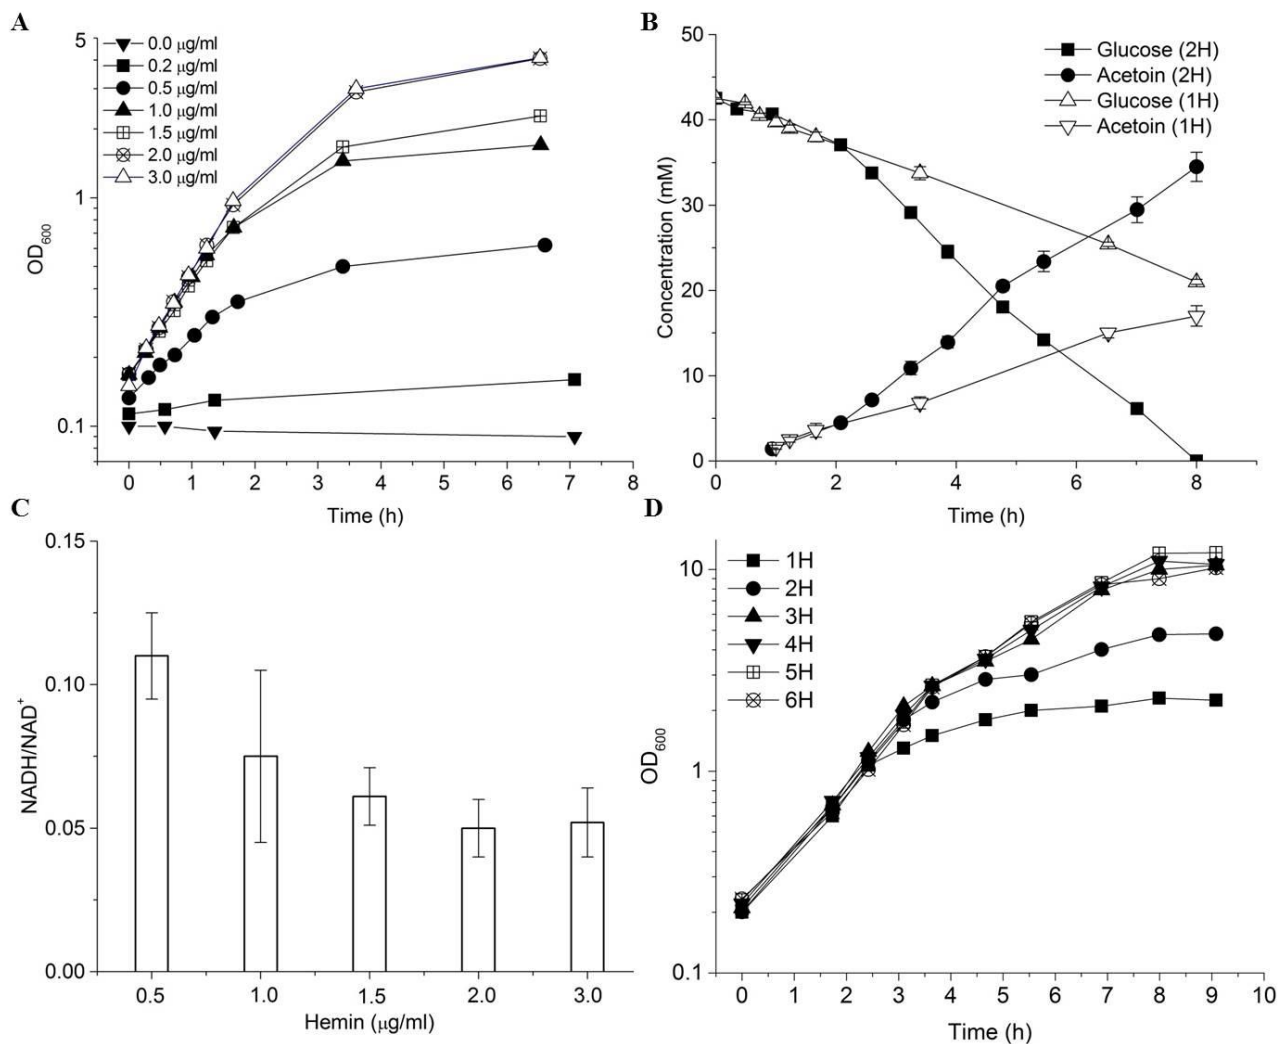 A
5
1
0.1
OD600
0.0 μg/ml
0.2 μg/ml
0.5 μg/ml
1.0 μg/ml
1.5 μg/ml
2.0 μg/ml
3.0 μg/ml
0 1 2 3 4 5 6 7 8
Time (h)
B
50
40
30
20
10
0
Concentration (mM)
Glucose (2H)
Acetoin (2H)
Glucose (1H)
Acetoin (1H)
0 2 4 6 8
Time (h)
C
0.15
0.10
0.05
0.00
NADH/NAD+
0.5 1.0 1.5 2.0 3.0
Hemin (μg/ml)
D
10
1
0.1
OD600
1H
2H
3H
4H
5H
6H
0 1 2 3 4 5 6 7 8 9 10
Time (h)